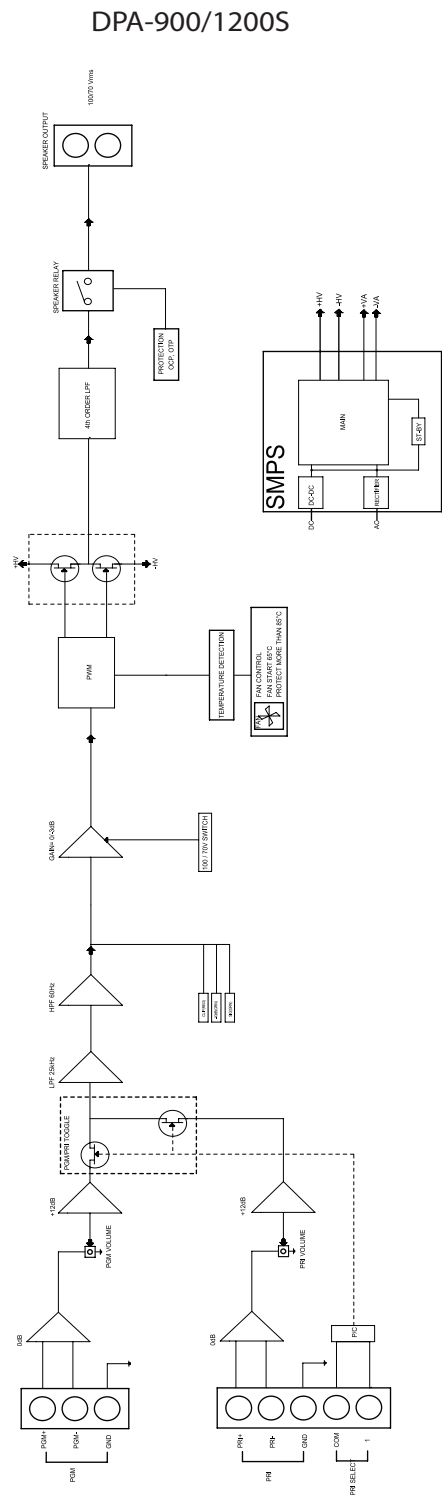 DPA-900/1200S
100/70 Vrms
SPEAKER OUTPUT
SPEAKER RELAY
PROTECTION
OCP, OTP
4th ORDER LPF
+HV
-HV
PWM
TEMPERATURE DETECTION
FAN
FAN CONTROL
FAN START 65°C
PROTECT MORE THAN 85°C
GAIN= 0/-3dB
100 / 70V SWITCH
HPF 60Hz
LPF 25kHz
PGM/PRI TOGGLE
+12dB
PGM VOLUME
0dB
PGM+
PGM-
GND
PGM
+12dB
PRI VOLUME
0dB
PIC
PRI+
PRI-
GND
COM
1
PRI
PRI SELECT
SMPS
+HV
-HV
+VA
-VA
MAIN
ST-BY
DC-DC
RECTIFIER
DC
AC